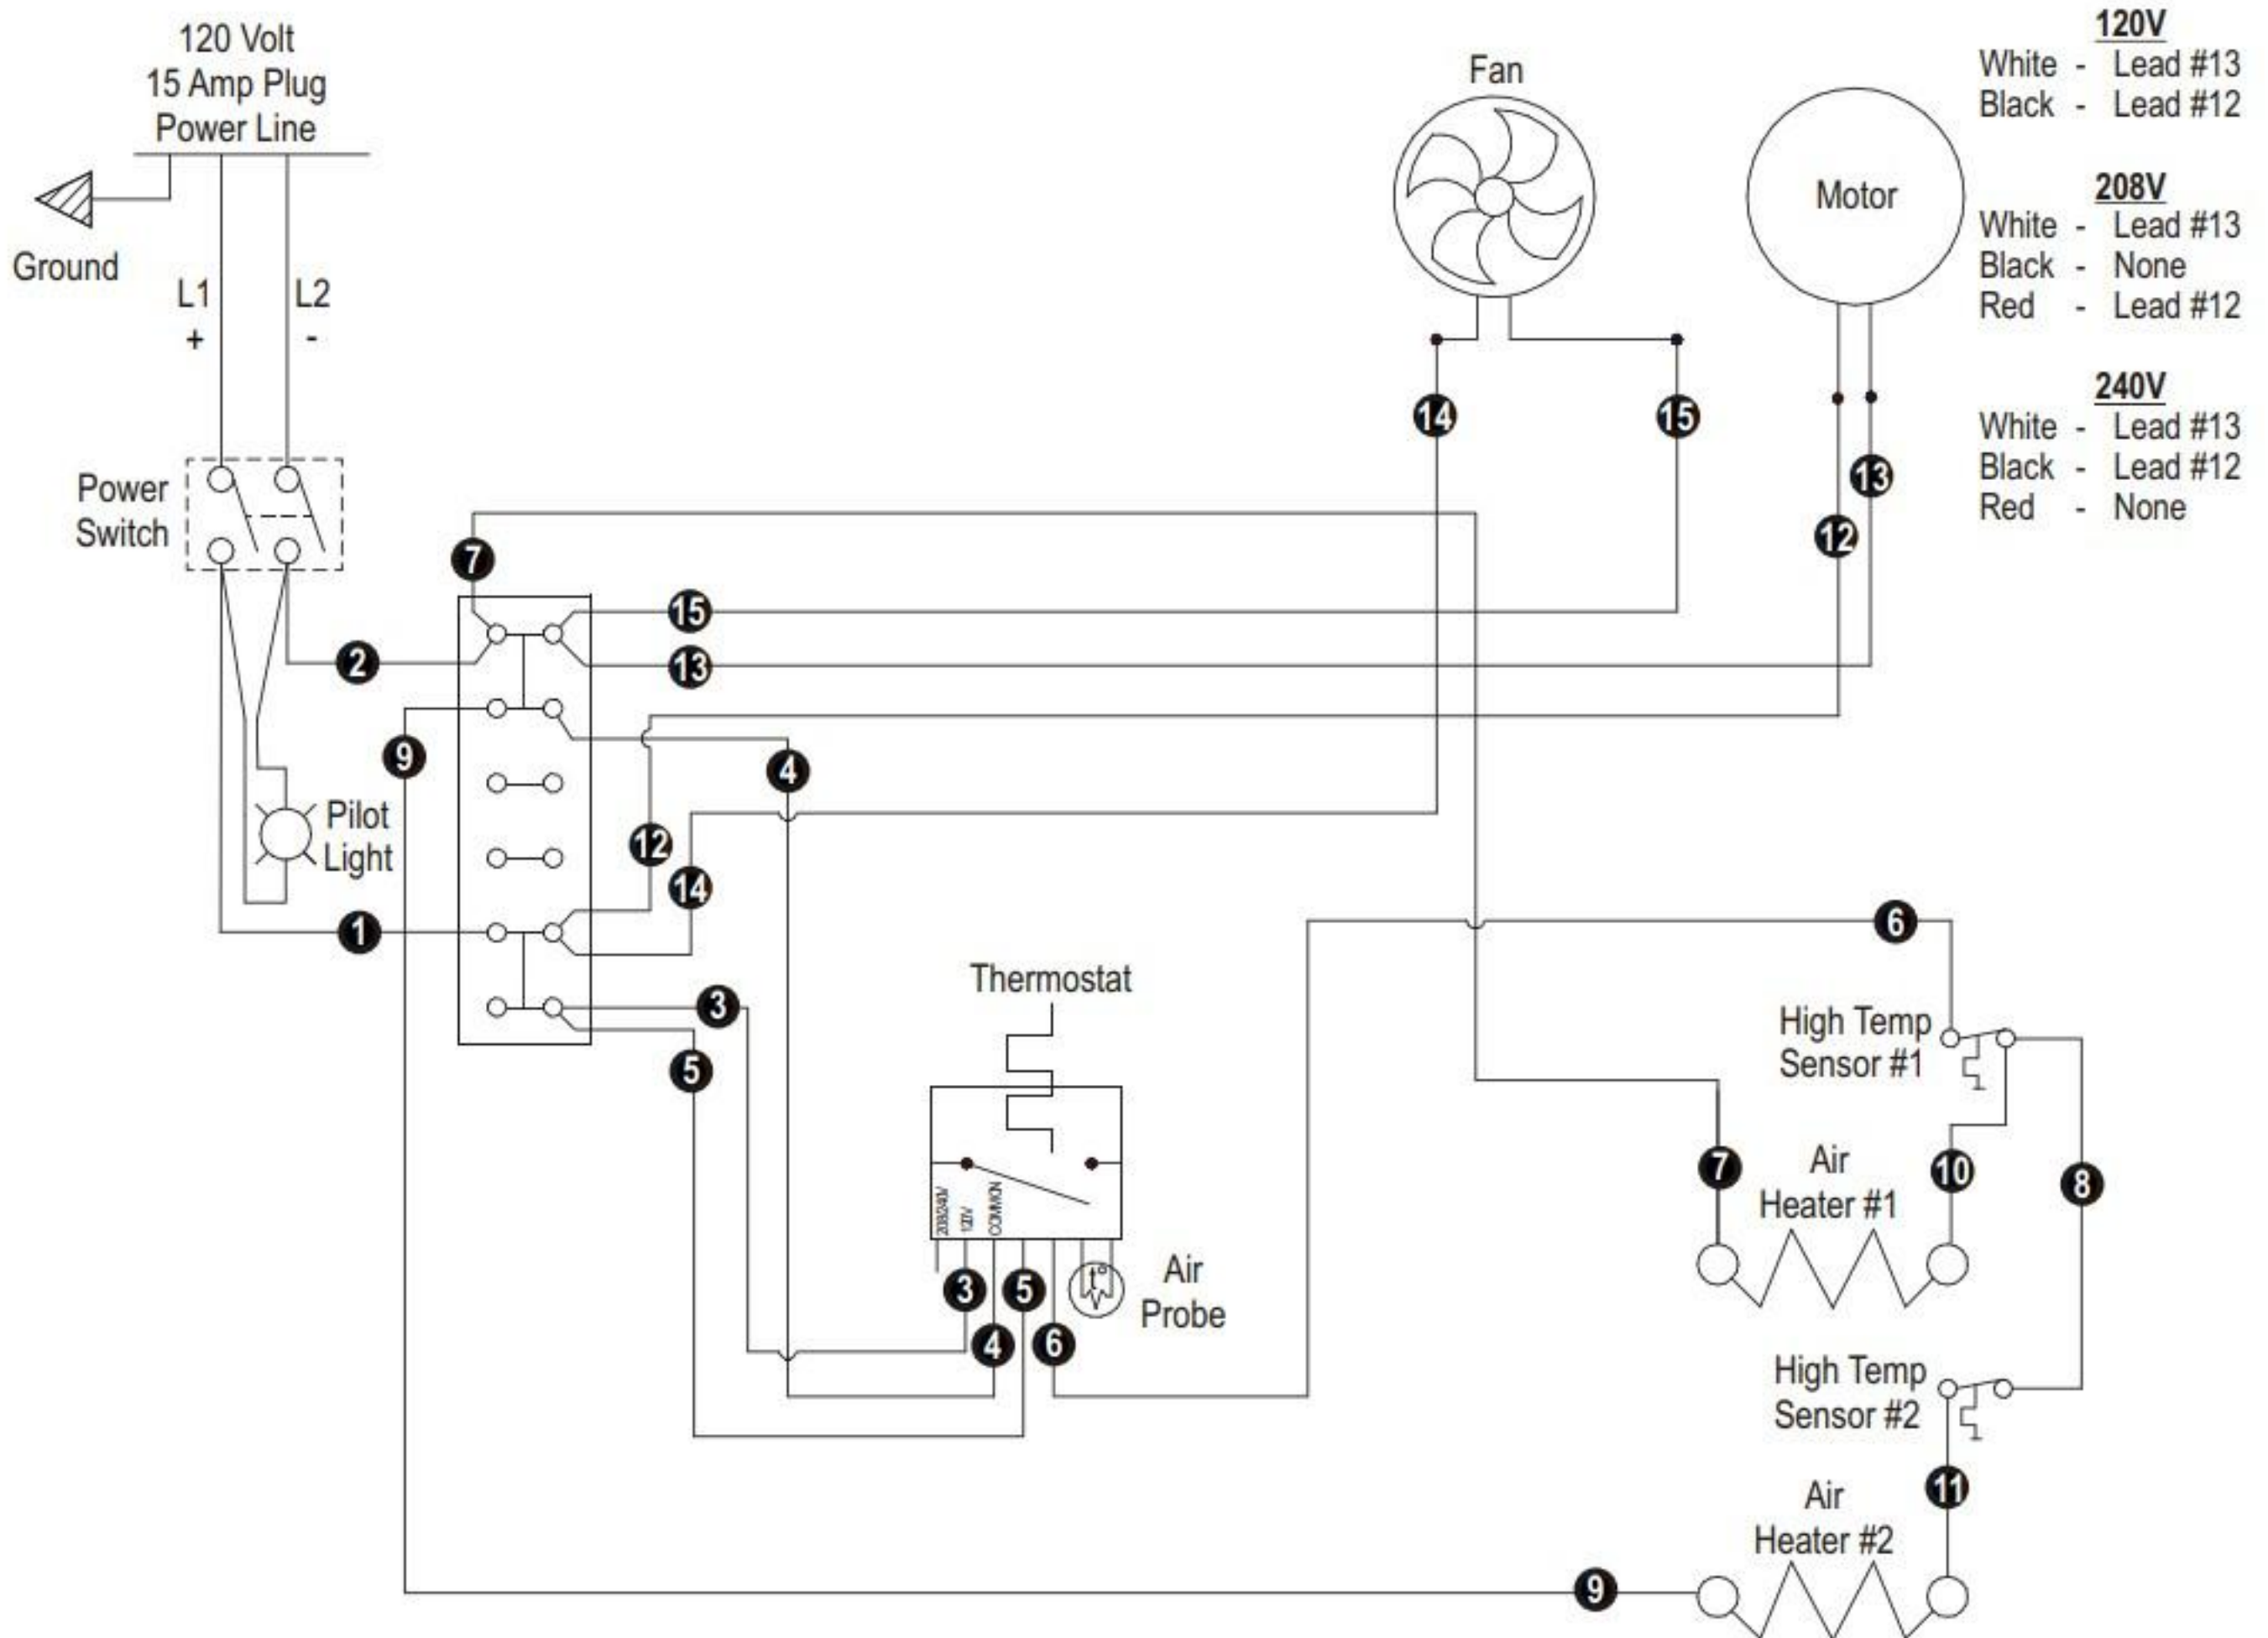 120 Volt
15 Amp Plug
Power Line
Ground
L1
+
L2
-
Power
Switch
Pilot
Light
Fan
Motor
120V
White - Lead #13
Black - Lead #12
208V
White - Lead #13
Black - None
Red - Lead #12
240V
White - Lead #13
Black - Lead #12
Red - None
14
15
13
12
7
15
13
2
9
4
12
14
1
3
5
6
Thermostat
208/240V
120V
COMMON
3
5
4
6
t°
Air
Probe
High Temp
Sensor #1
7
Air
Heater #1
10
8
High Temp
Sensor #2
11
Air
Heater #2
9